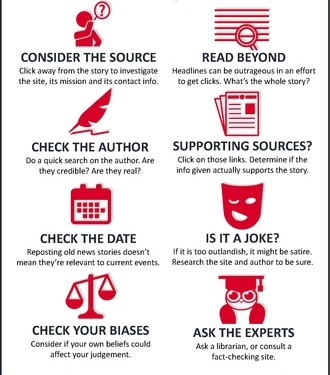 CONSIDER THE SOURCE
Click away from the story to investigate
the site, its mission and its contact info.
READ BEYOND
Headlines can be outrageous in an effort
to get clicks. What's the whole story?
CHECK THE AUTHOR
Do a quick search on the author. Are
they credible? Are they real?
SUPPORTING SOURCES?
Click on those links. Determine if the
info given actually supports the story.
CHECK THE DATE
Reposting old news stories doesn't
mean they're relevant to current events.
IS IT A JOKE?
If it is too outlandish, it might be satire.
Research the site and author to be sure.
CHECK YOUR BIASES
Consider if your own beliefs could
affect your judgement.
ASK THE EXPERTS
Ask a librarian, or consult a
fact-checking site.